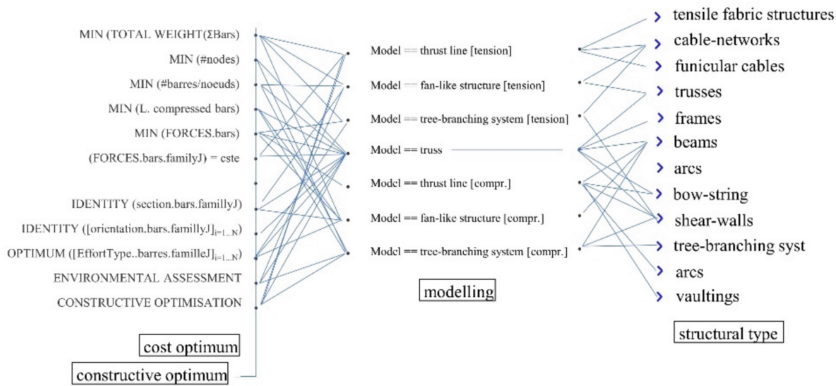 MIN (TOTAL WEIGHT(ΣBars)
MIN (#nodes)
MIN (#barres/noeuds)
MIN (L. compressed bars)
MIN (FORCES.bars)
(FORCES.bars.familyJ) = cste
IDENTITY (section.bars.famillyJ)
IDENTITY ([orientation.bars.famillyJ]i=1...N)
OPTIMUM ([EffortType..barres.familleJ]i=1...N)
ENVIRONMENTAL ASSESSMENT
CONSTRUCTIVE OPTIMISATION
cost optimum
constructive optimum
Model == thrust line [tension]
Model == fan-like structure [tension]
Model == tree-branching system [tension]
Model == truss
Model == thrust line [compr.]
Model == fan-like structure [compr.]
Model == tree-branching system [compr.]
modelling
tensile fabric structures
cable-networks
funicular cables
trusses
frames
beams
arcs
bow-string
shear-walls
tree-branching syst
arcs
vaultings
structural type